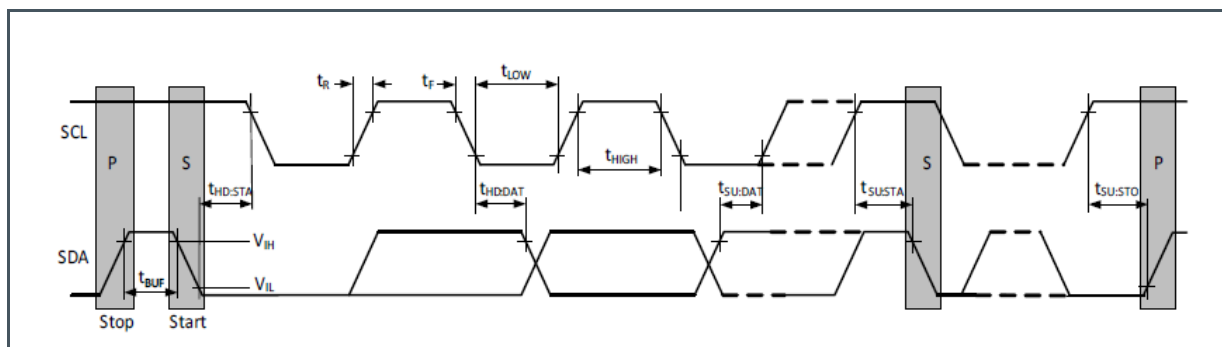 tR tF tLOW
SCL
P S tHIGH S P
tHD:STA tHD:DAT tSU:DAT tSU:STA tSU:STO
SDA VIH
tBUF VIL
Stop Start